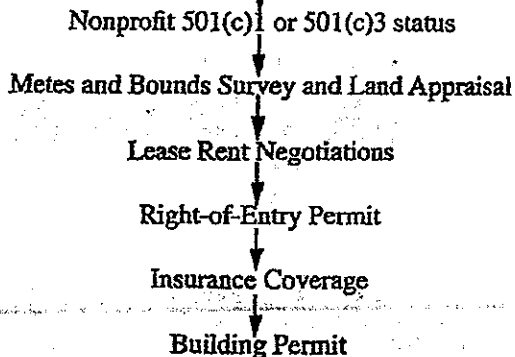 Nonprofit 501(c)1 or 501(c)3 status
Metes and Bounds Survey and Land Appraisal
Lease Rent Negotiations
Right-of-Entry Permit
Insurance Coverage
Building Permit